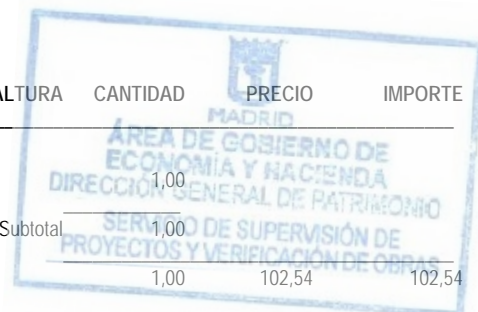 ALTURA CANTIDAD PRECIO IMPORTE
MADRID
ÁREA DE GOBIERNO DE
ECONOMÍA Y HACIENDA
1,00
DIRECCIÓN GENERAL DE PATRIMONIO
Subtotal 1,00
SERVICIO DE SUPERVISIÓN DE
PROYECTOS Y VERIFICACIÓN DE OBRAS
1,00 102,54 102,54